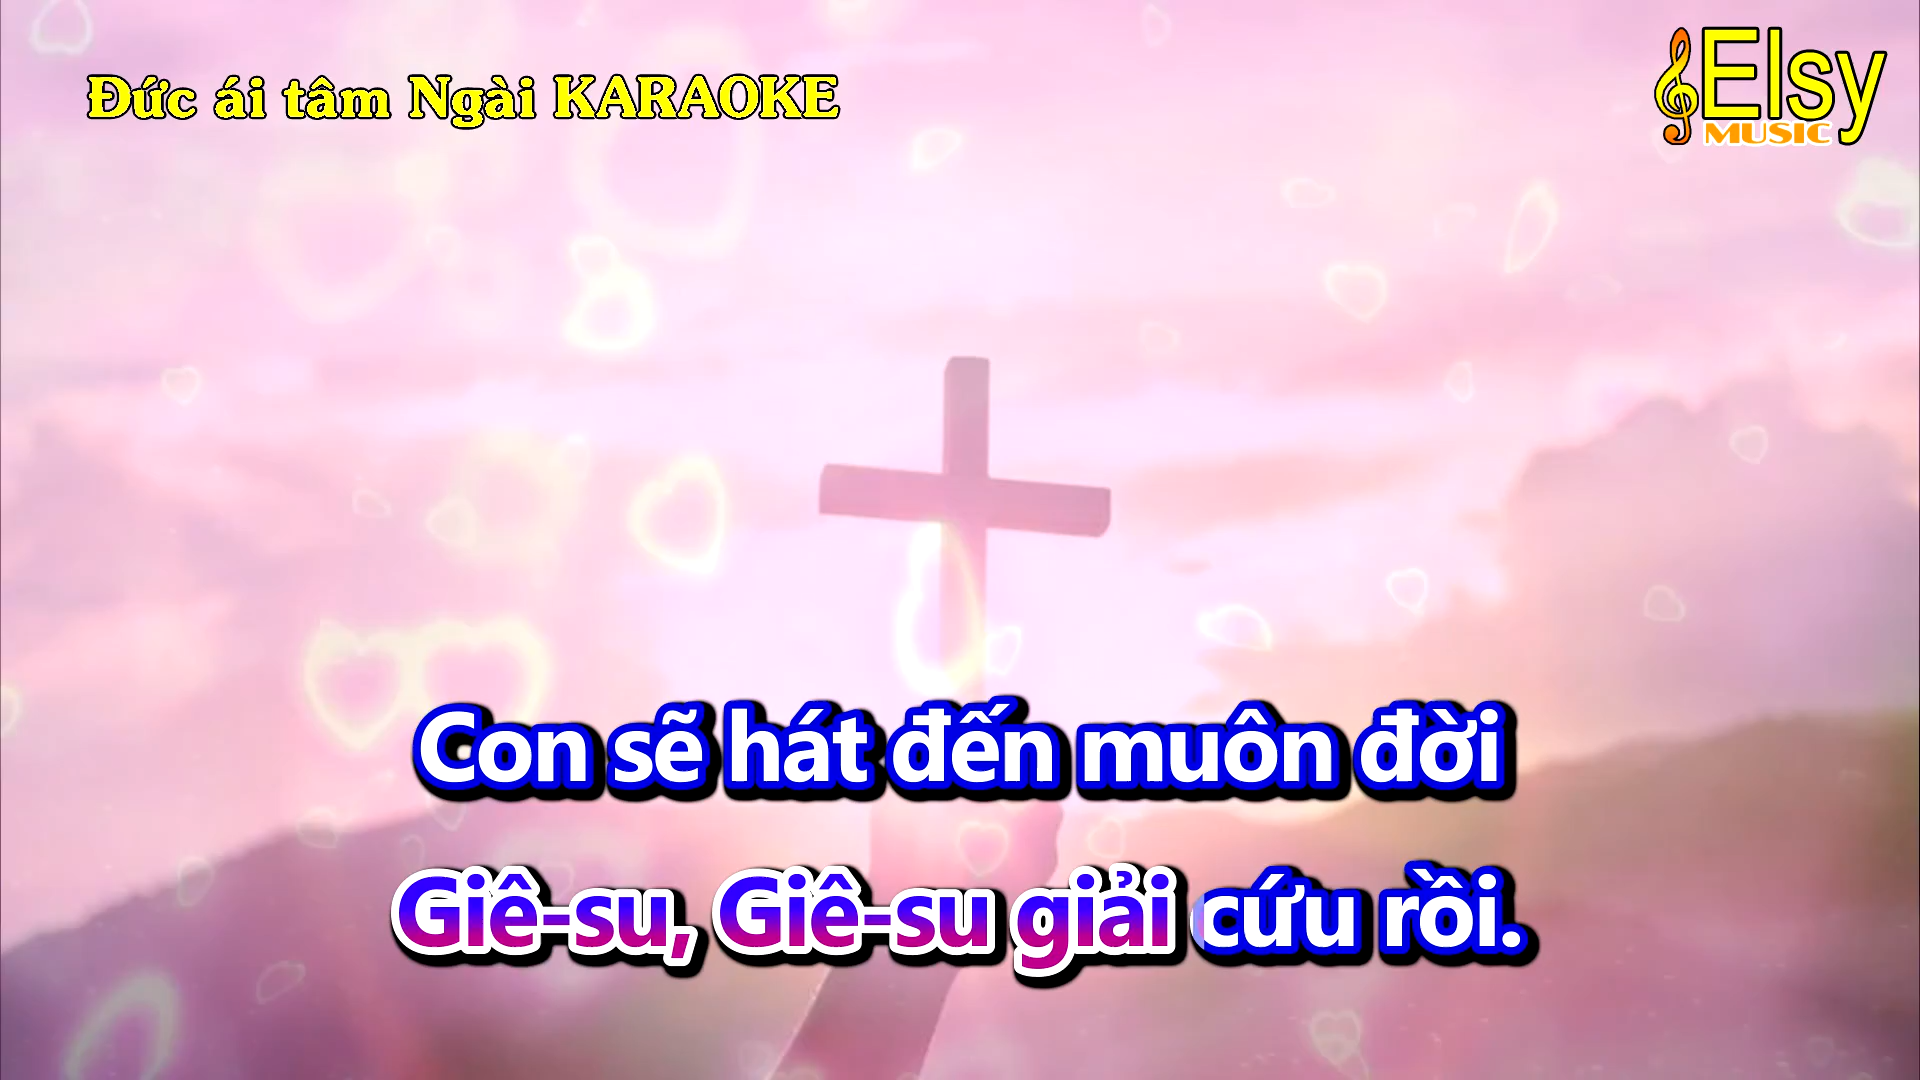 Đức ái tâm Ngài KARAOKE
Elsy
MUSIC
Con sẽ hát đến muôn đời
Giê-su, Giê-su giải cứu rồi.